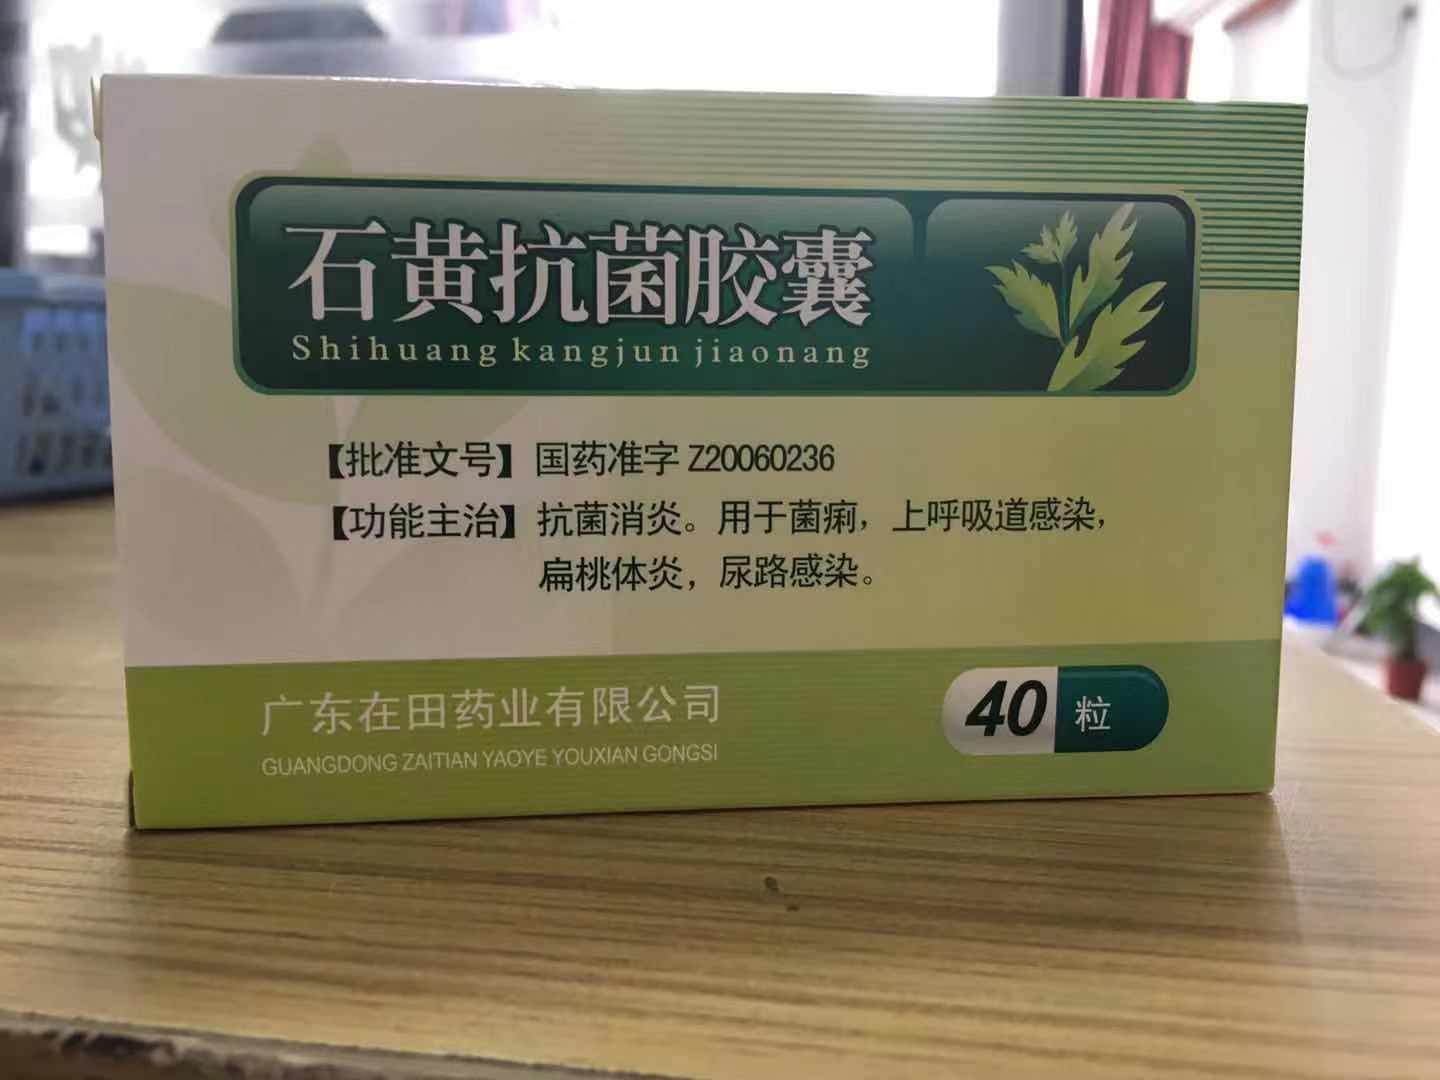 石黄抗菌胶囊
Shihuang kangjun jiaonang
【批准文号】 国药准字 Z20060236
【功能主治】 抗菌消炎。用于菌痢，上呼吸道感染，
扁桃体炎，尿路感染。
广东在田药业有限公司
GUANGDONG ZAITIAN YAOYE YOUXIAN GONGSI
40 粒